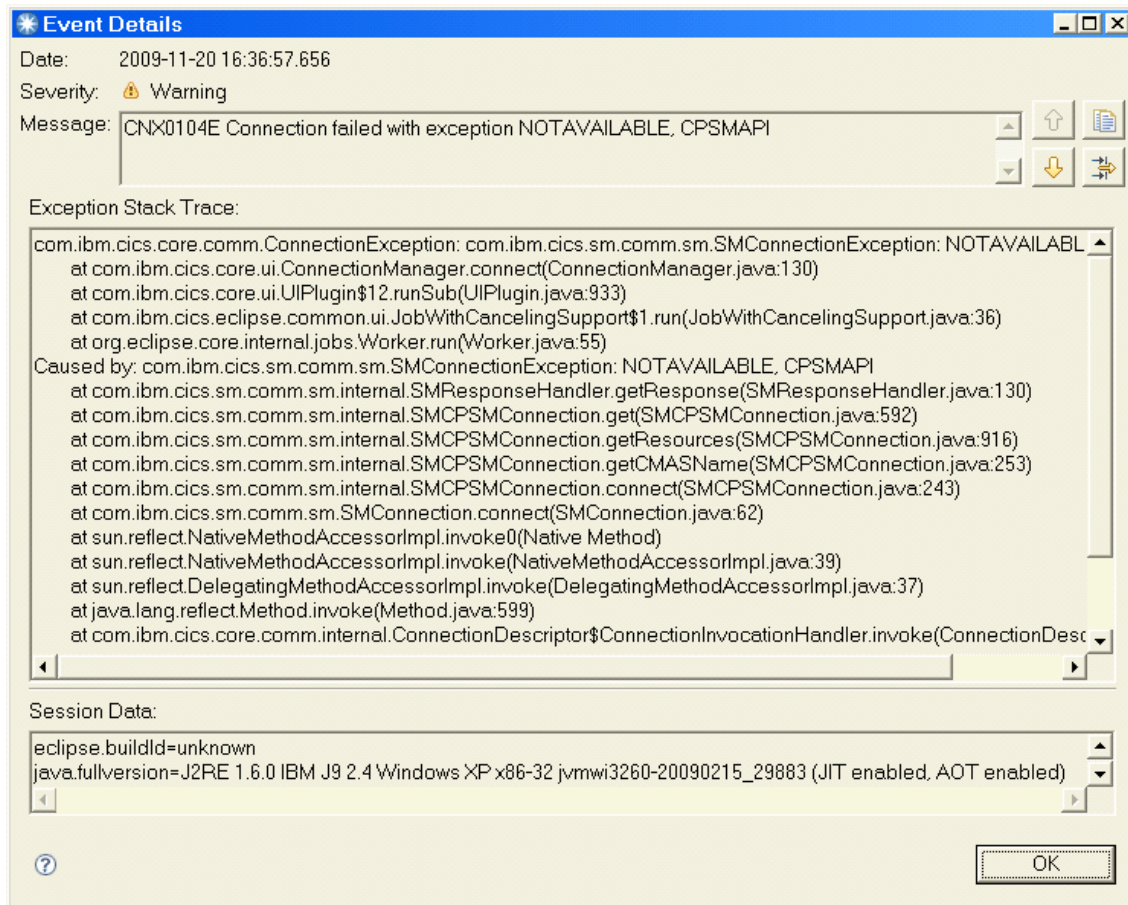 Event Details
Date: 2009-11-20 16:36:57.656
Severity: Warning
Message: CNX0104E Connection failed with exception NOTAVAILABLE, CPSMAPI
Exception Stack Trace:
com.ibm.cics.core.comm.ConnectionException: com.ibm.cics.sm.comm.sm.SMConnectionException: NOTAVAILABL
at com.ibm.cics.core.ui.ConnectionManager.connect(ConnectionManager.java:130)
at com.ibm.cics.core.ui.UIPlugin$12.runSub(UIPlugin.java:933)
at com.ibm.cics.eclipse.common.ui.JobWithCancelingSupport$1.run(JobWithCancelingSupport.java:36)
at org.eclipse.core.internal.jobs.Worker.run(Worker.java:55)
Caused by: com.ibm.cics.sm.comm.sm.SMConnectionException: NOTAVAILABLE, CPSMAPI
at com.ibm.cics.sm.comm.sm.internal.SMResponseHandler.getResponse(SMResponseHandler.java:130)
at com.ibm.cics.sm.comm.sm.internal.SMCPSMConnection.get(SMCPSMConnection.java:592)
at com.ibm.cics.sm.comm.sm.internal.SMCPSMConnection.getResources(SMCPSMConnection.java:916)
at com.ibm.cics.sm.comm.sm.internal.SMCPSMConnection.getCMASName(SMCPSMConnection.java:253)
at com.ibm.cics.sm.comm.sm.internal.SMCPSMConnection.connect(SMCPSMConnection.java:243)
at com.ibm.cics.sm.comm.sm.SMConnection.connect(SMConnection.java:62)
at sun.reflect.NativeMethodAccessorImpl.invoke0(Native Method)
at sun.reflect.NativeMethodAccessorImpl.invoke(NativeMethodAccessorImpl.java:39)
at sun.reflect.DelegatingMethodAccessorImpl.invoke(DelegatingMethodAccessorImpl.java:37)
at java.lang.reflect.Method.invoke(Method.java:599)
at com.ibm.cics.core.comm.internal.ConnectionDescriptor$ConnectionInvocationHandler.invoke(ConnectionDesc
Session Data:
eclipse.buildId=unknown
java.fullversion=J2RE 1.6.0 IBM J9 2.4 Windows XP x86-32 jvmwi3260-20090215_29883 (JIT enabled, AOT enabled)
OK